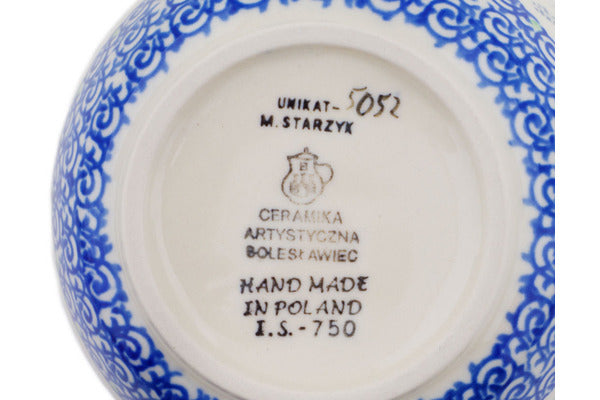 UNIKAT-5052
M.STARZYK
CERAMIKA
ARTYSTYCZNA
BOLESŁAWIEC
HAND MADE
IN POLAND
I.S.-750